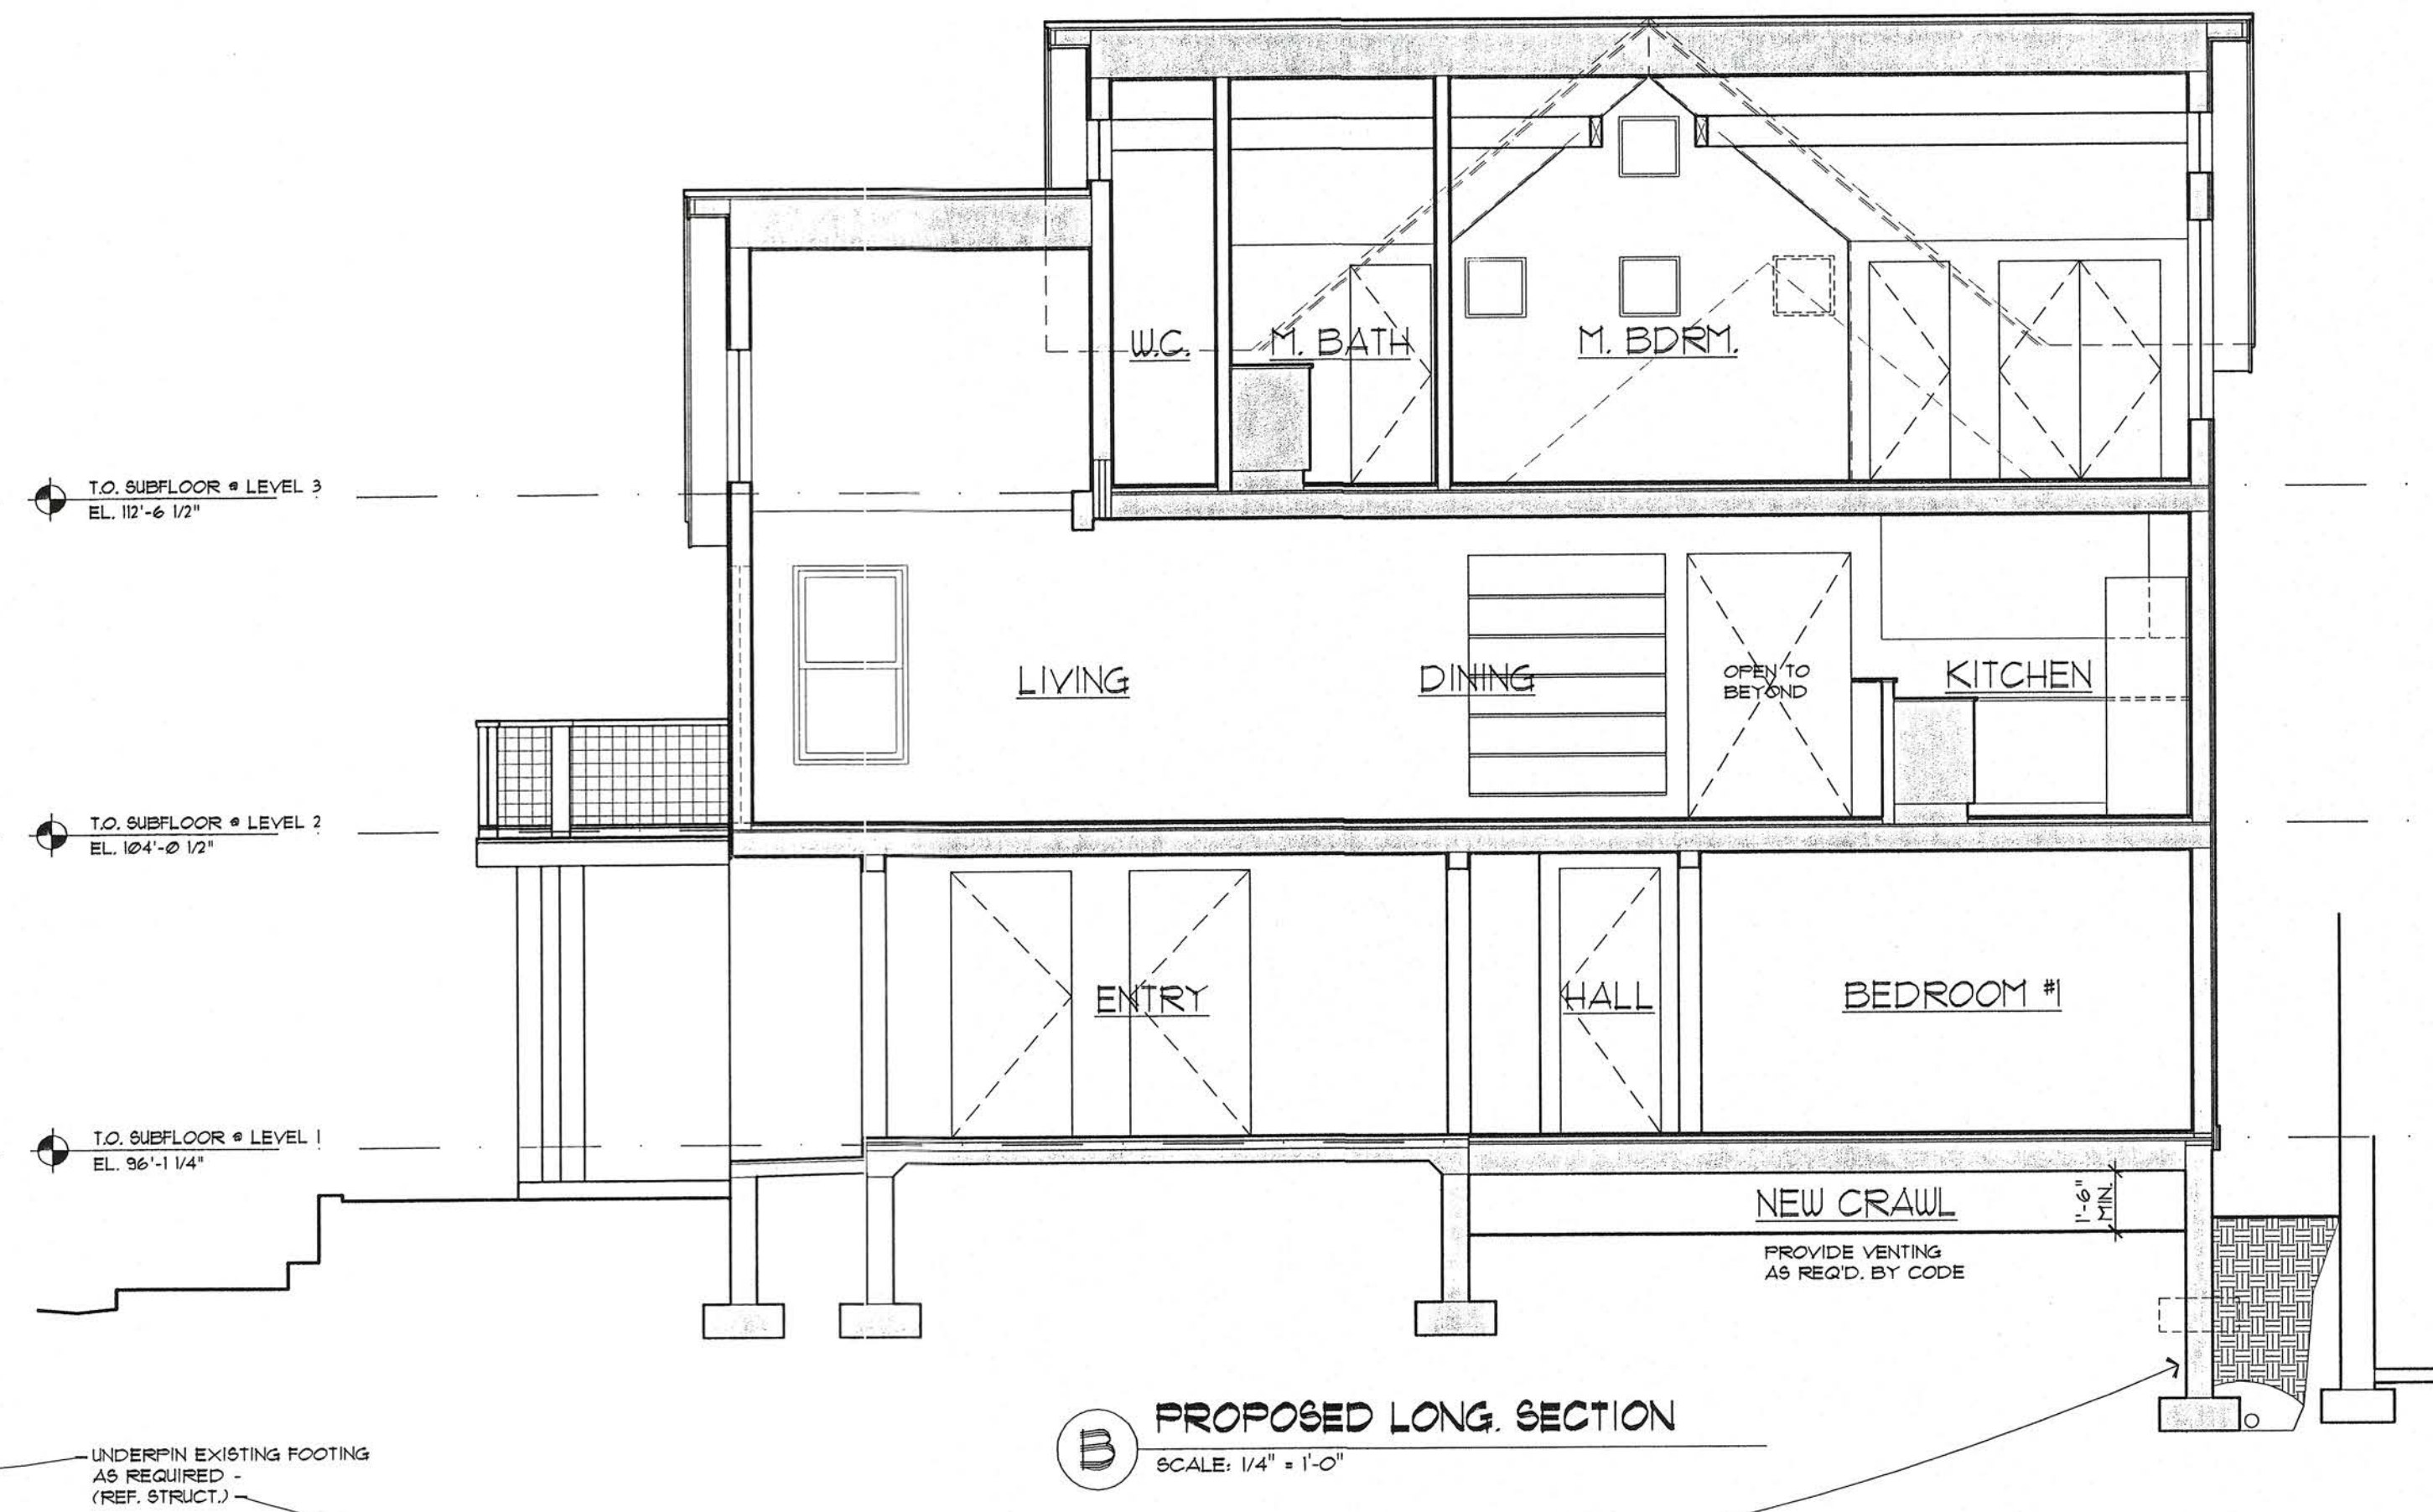 W.C.
M. BATH
M. BDRM.
T.O. SUBFLOOR @ LEVEL 3
EL. 112'-6 1/2"
LIVING
DINING
OPEN TO
BEYOND
KITCHEN
T.O. SUBFLOOR @ LEVEL 2
EL. 104'-0 1/2"
ENTRY
HALL
BEDROOM #1
T.O. SUBFLOOR @ LEVEL 1
EL. 96'-1 1/4"
NEW CRAWL
1'-6"
MIN.
PROVIDE VENTING
AS REQ'D. BY CODE
B
PROPOSED LONG. SECTION
SCALE: 1/4" = 1'-0"
UNDERPIN EXISTING FOOTING
AS REQUIRED -
(REF. STRUCT.)